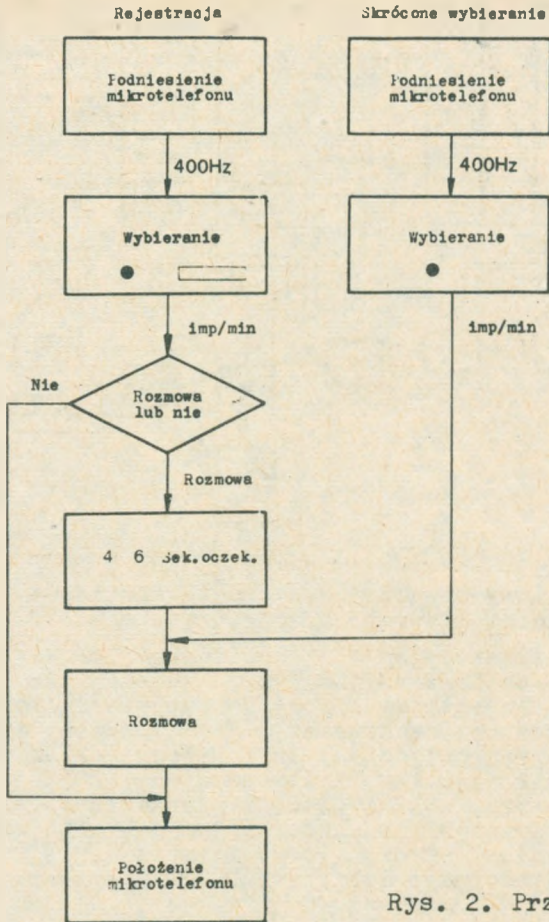 Rejestracja
Skrócone wybieranie
Podniesienie
mikrotelefonu
Podniesienie
mikrotelefonu
400Hz
400Hz
Wybieranie
Wybieranie
imp/min
imp/min
Nie
Rozmowa
lub nie
Rozmowa
4 6 Sek.oczek.
Rozmowa
Położenie
mikrotelefonu
Rys. 2. Prz